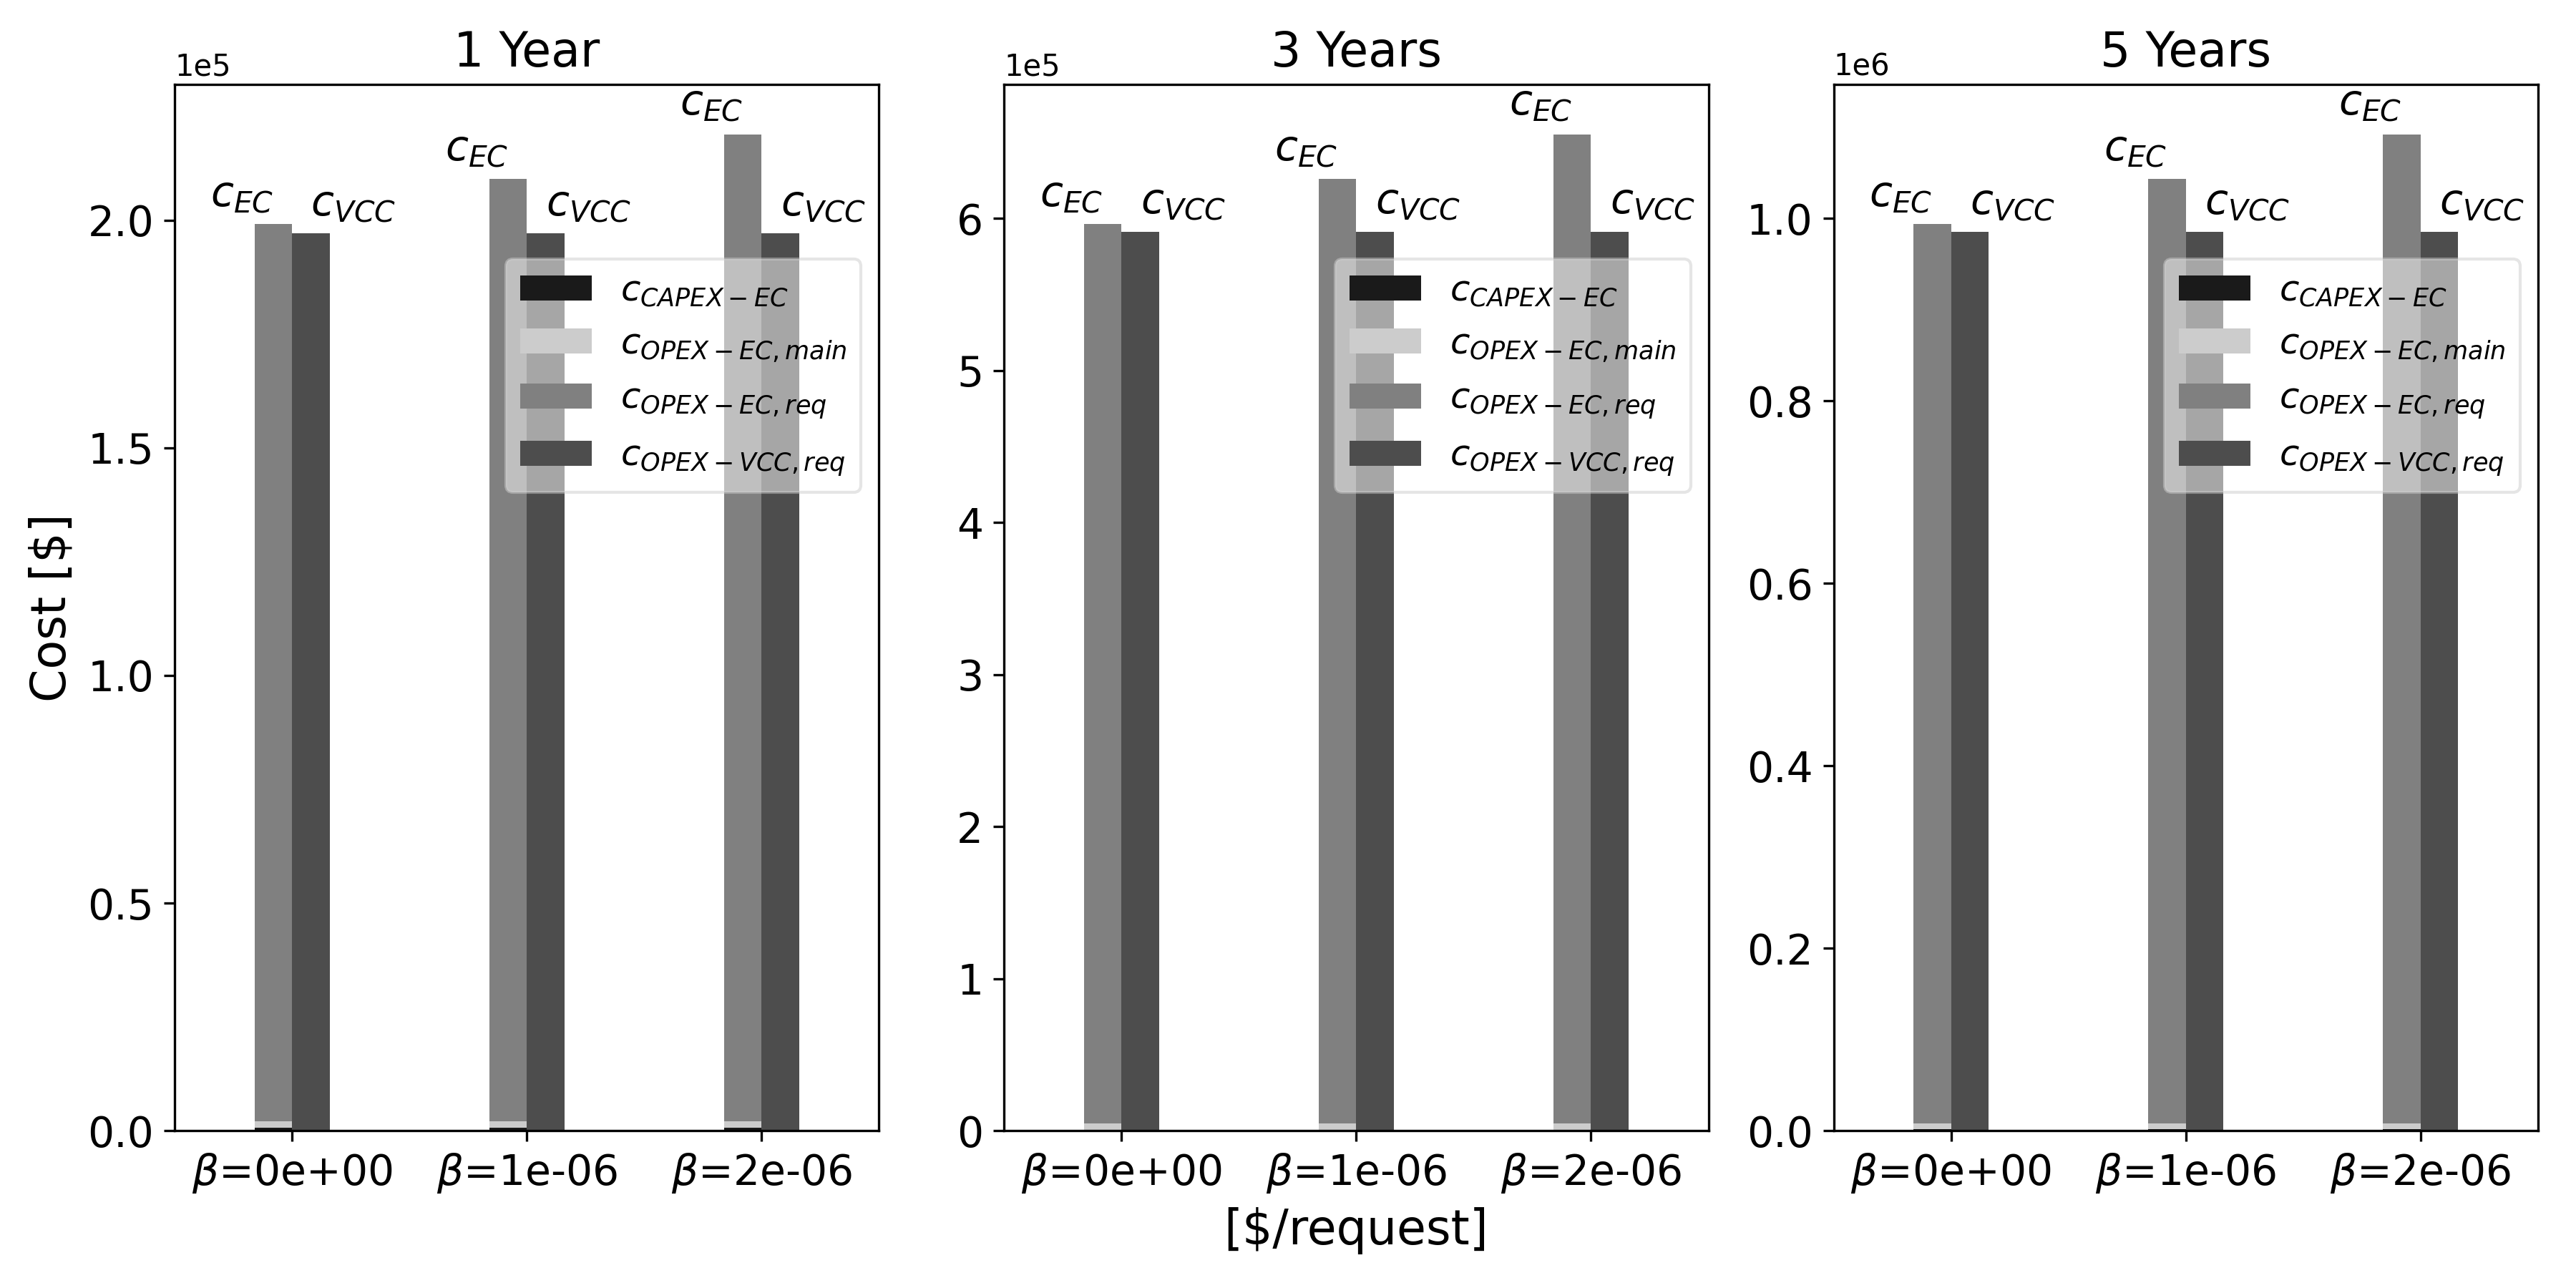 1 Year
1e5
Cost [$]
2.0
1.5
1.0
0.5
0.0
c_EC c_VCC
c_EC c_VCC
c_EC c_VCC
c_CAPEX−EC
c_OPEX−EC,main
c_OPEX−EC,req
c_OPEX−VCC,req
β=0e+00 β=1e-06 β=2e-06
3 Years
1e5
6
5
4
3
2
1
0
c_EC c_VCC
c_EC c_VCC
c_EC c_VCC
c_CAPEX−EC
c_OPEX−EC,main
c_OPEX−EC,req
c_OPEX−VCC,req
β=0e+00 β=1e-06 β=2e-06
5 Years
1e6
1.0
0.8
0.6
0.4
0.2
0.0
c_EC c_VCC
c_EC c_VCC
c_EC c_VCC
c_CAPEX−EC
c_OPEX−EC,main
c_OPEX−EC,req
c_OPEX−VCC,req
β=0e+00 β=1e-06 β=2e-06
[$/request]